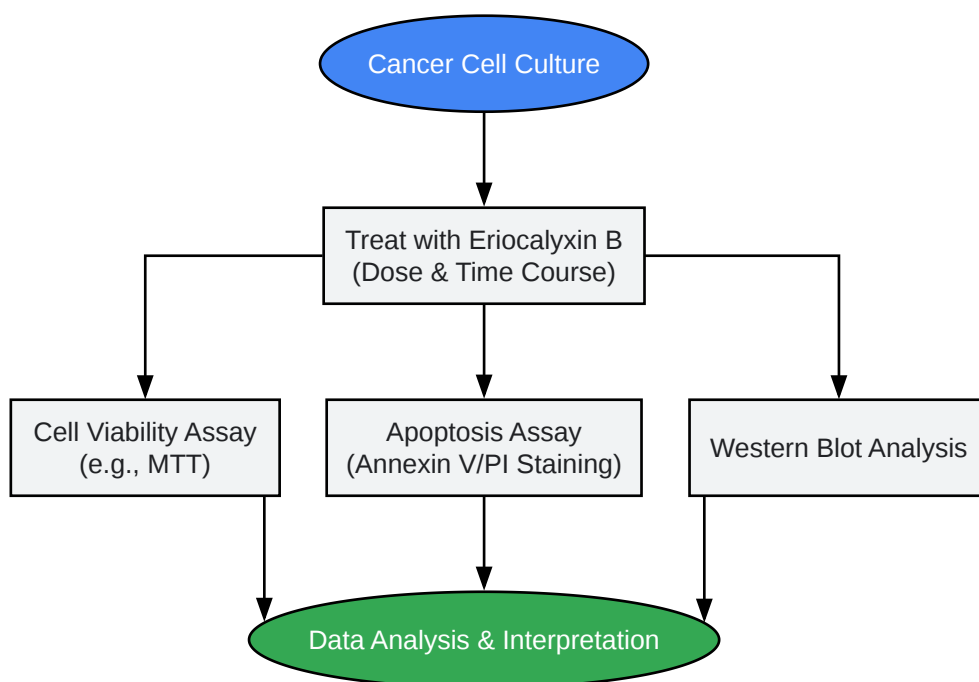 Cancer Cell Culture
Treat with Eriocalyxin B
(Dose & Time Course)
Cell Viability Assay
(e.g., MTT)
Apoptosis Assay
(Annexin V/PI Staining)
Western Blot Analysis
Data Analysis & Interpretation